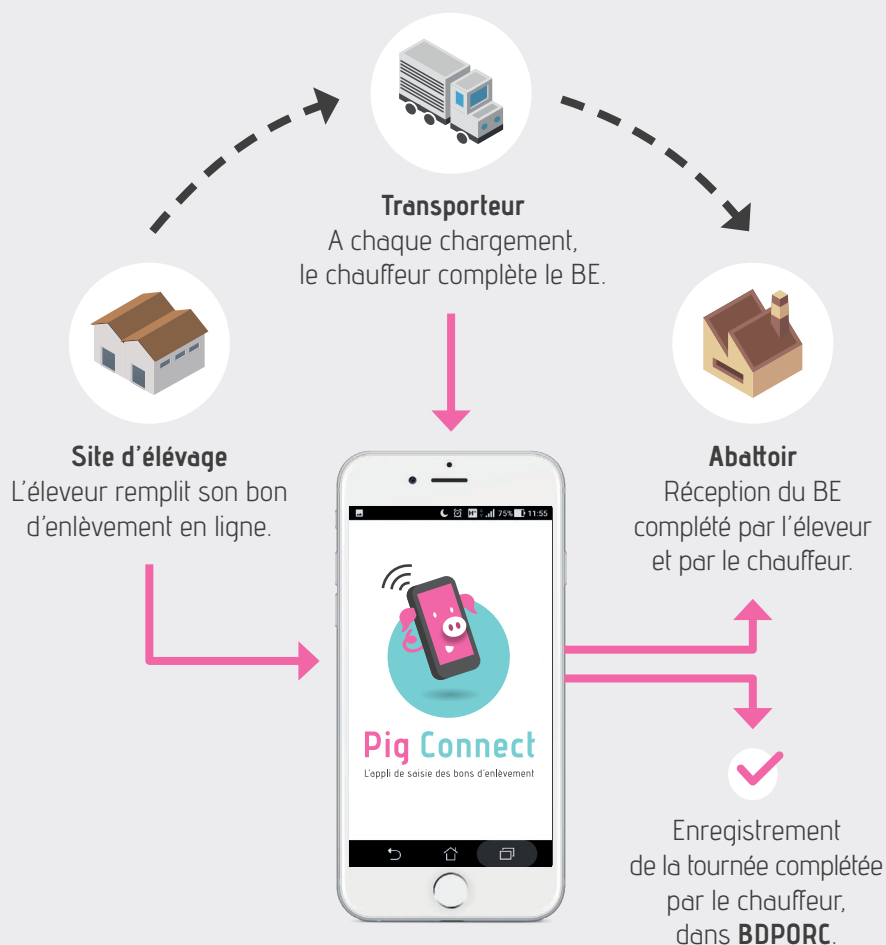 Transporteur
A chaque chargement,
le chauffeur complète le BE.
Site d'élévage
L'éleveur remplit son bon
d'enlèvement en ligne.
Abattoir
Réception du BE
complété par l'éleveur
et par le chauffeur.
75% 11:55
Pig Connect
L'appli de saisie des bons d'enlèvement
Enregistrement
de la tournée complétée
par le chauffeur,
dans BDPORC.